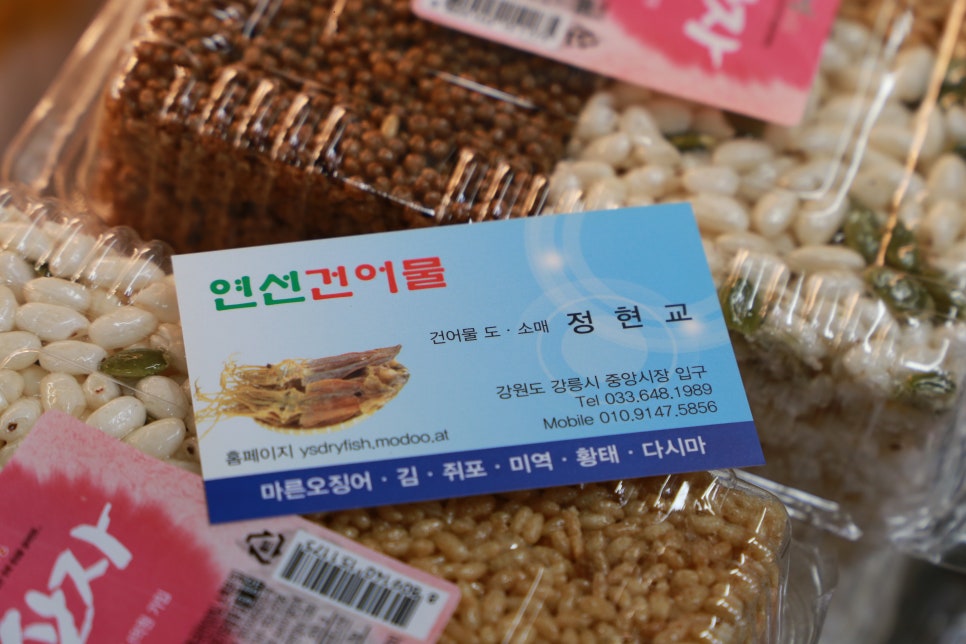 연선건어물
건어물 도·소매 정현교
강원도 강릉시 중앙시장 입구
Tel 033.648.1989
Mobile 010.9147.5856
홈페이지 ysdryfish.modoo.at
마른오징어·김·쥐포·미역·황태·다시마